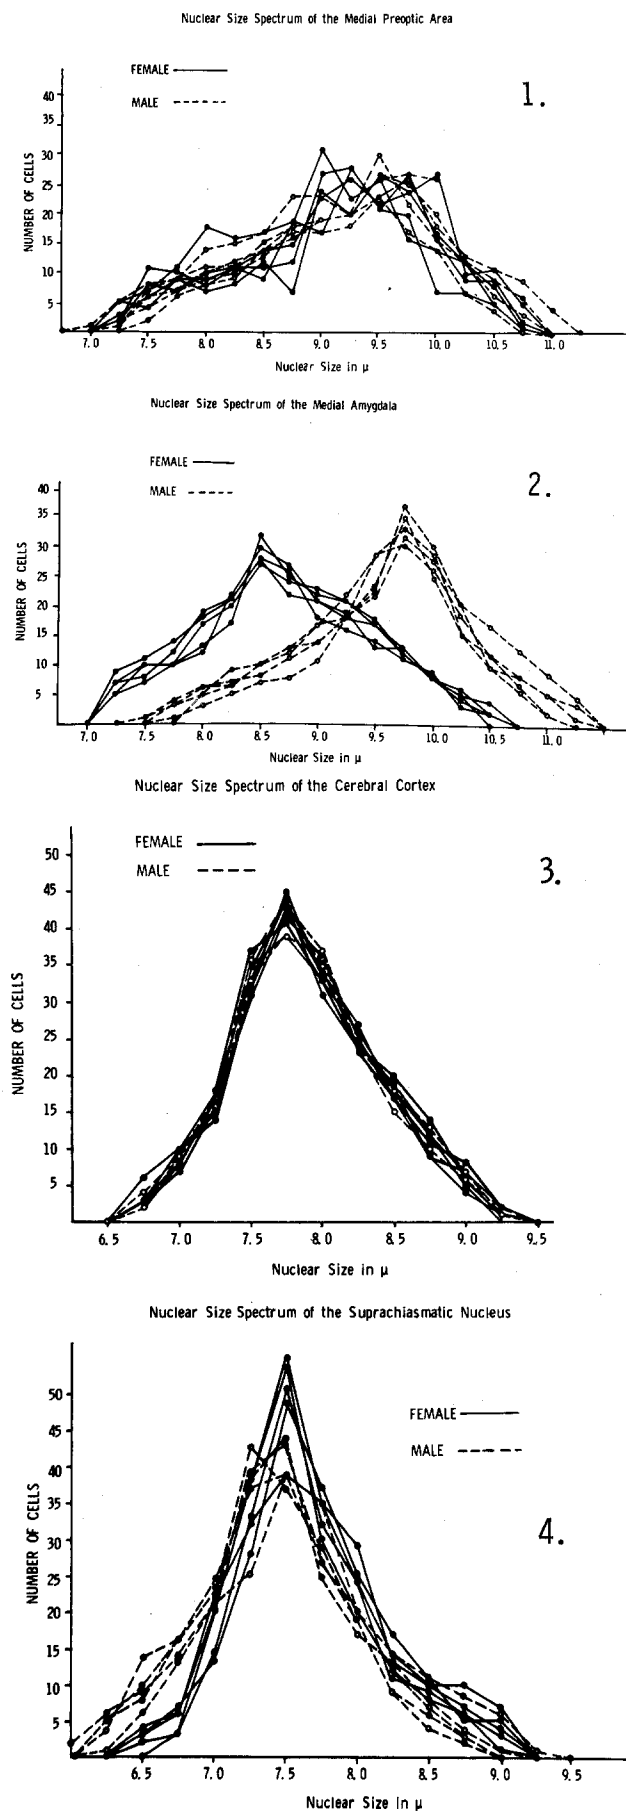 Nuclear Size Spectrum of the Medial Preoptic Area
FEMALE
MALE
1.
NUMBER OF CELLS
40
35
30
25
20
15
10
5
7.0 7.5 8.0 8.5 9.0 9.5 10.0 10.5 11.0
Nuclear Size in μ
Nuclear Size Spectrum of the Medial Amygdala
FEMALE
MALE
2.
NUMBER OF CELLS
40
35
30
25
20
15
10
5
7.0 7.5 8.0 8.5 9.0 9.5 10.0 10.5 11.0
Nuclear Size in μ
Nuclear Size Spectrum of the Cerebral Cortex
FEMALE
MALE
3.
NUMBER OF CELLS
50
45
40
35
30
25
20
15
10
5
6.5 7.0 7.5 8.0 8.5 9.0 9.5
Nuclear Size in μ
Nuclear Size Spectrum of the Suprachiasmatic Nucleus
FEMALE
MALE
4.
NUMBER OF CELLS
50
45
40
35
30
25
20
15
10
5
6.5 7.0 7.5 8.0 8.5 9.0 9.5
Nuclear Size in μ